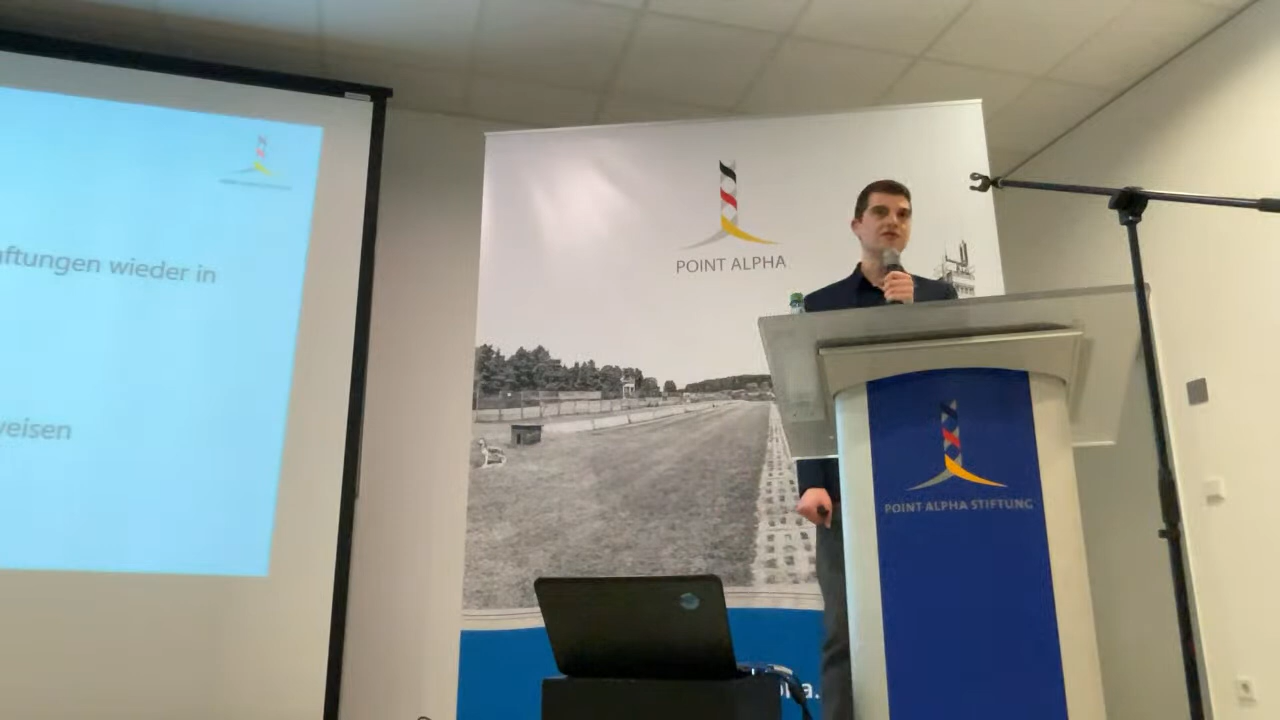 ftungen wieder in
weisen
POINT ALPHA
POINT ALPHA STIFTUNG